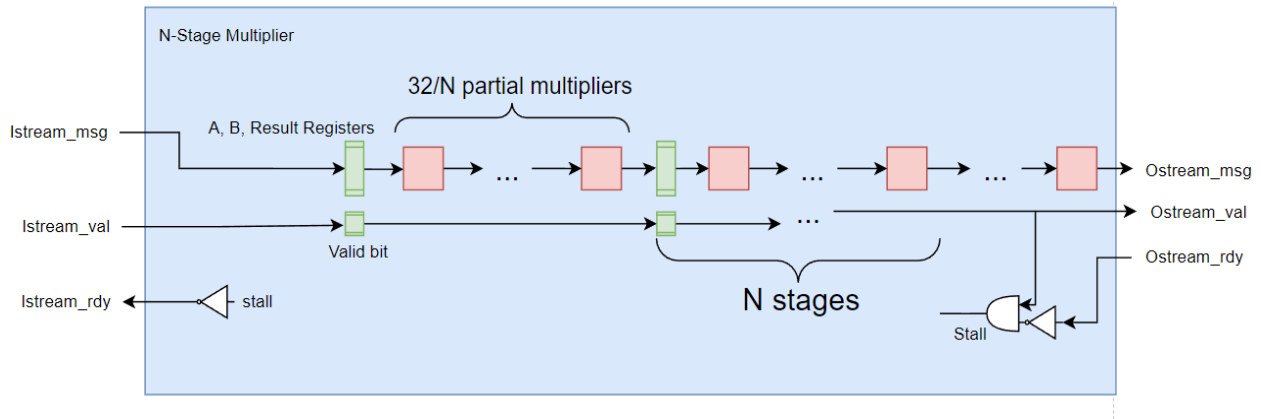 N-Stage Multiplier
32/N partial multipliers
A, B, Result Registers
Istream_msg
...
...
...
Ostream_msg
Istream_val
...
Ostream_val
Valid bit
Ostream_rdy
N stages
Istream_rdy
stall
Stall